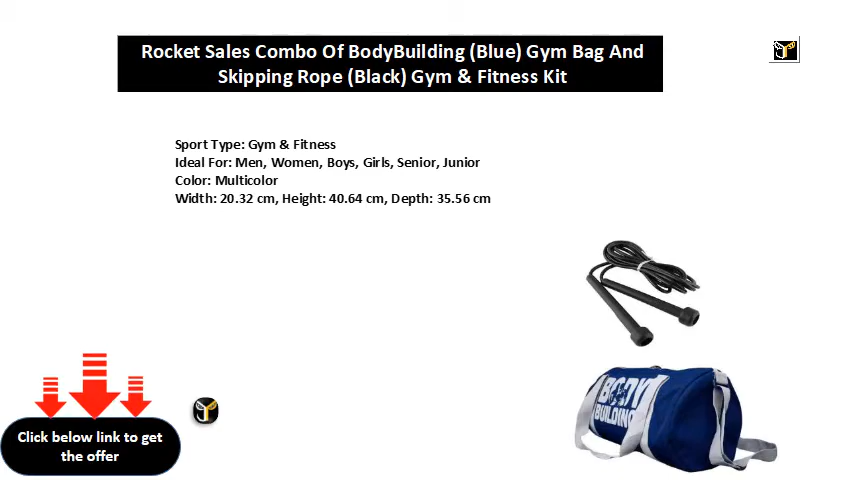 Rocket Sales Combo Of BodyBuilding (Blue) Gym Bag And
Skipping Rope (Black) Gym & Fitness Kit
Sport Type: Gym & Fitness
Ideal For: Men, Women, Boys, Girls, Senior, Junior
Color: Multicolor
Width: 20.32 cm, Height: 40.64 cm, Depth: 35.56 cm
BODY
BUILDING
Click below link to get
the offer